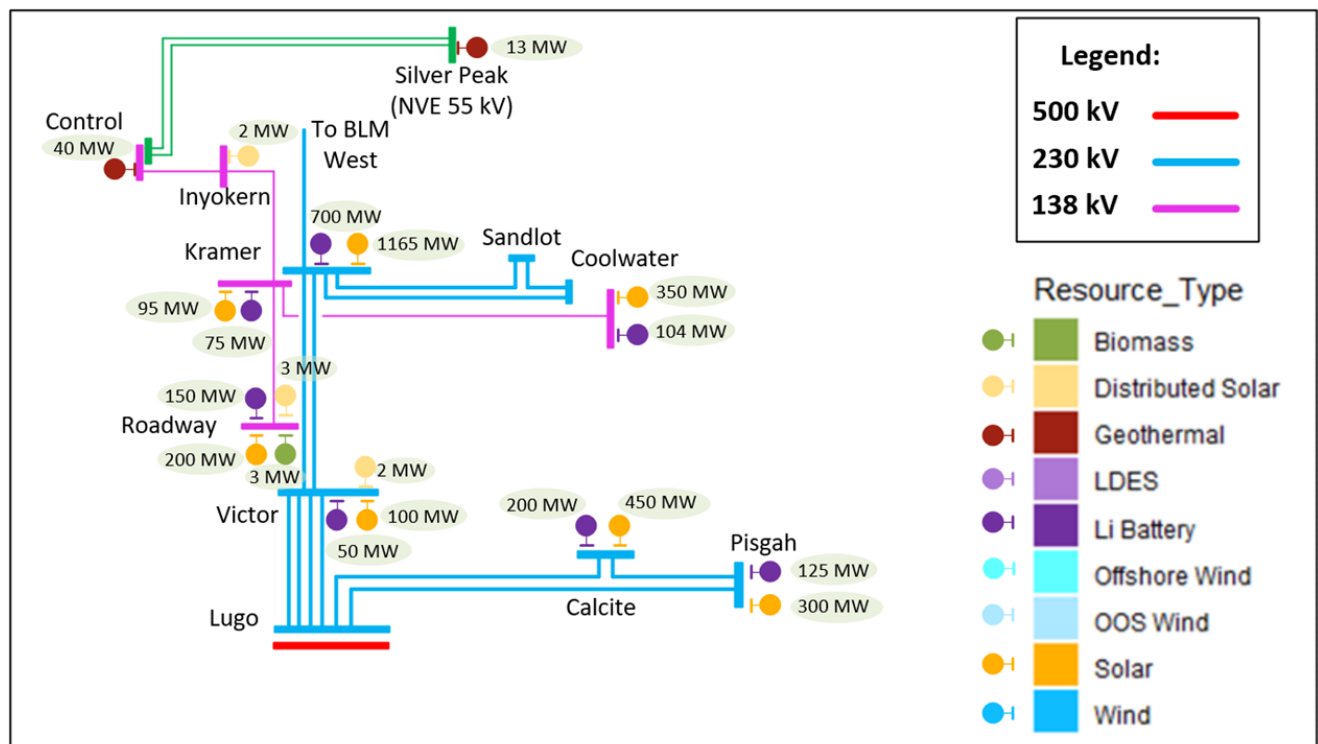 13 MW
Silver Peak
(NVE 55 kV)
Control
40 MW
2 MW
To BLM
West
Inyokern
700 MW
1165 MW
Kramer
Sandlot
Coolwater
350 MW
104 MW
95 MW
75 MW
3 MW
150 MW
Roadway
200 MW
3 MW
2 MW
Victor
100 MW
50 MW
200 MW
450 MW
Pisgah
125 MW
300 MW
Calcite
Lugo
Legend:
500 kV
230 kV
138 kV
Resource_Type
Biomass
Distributed Solar
Geothermal
LDES
Li Battery
Offshore Wind
OOS Wind
Solar
Wind